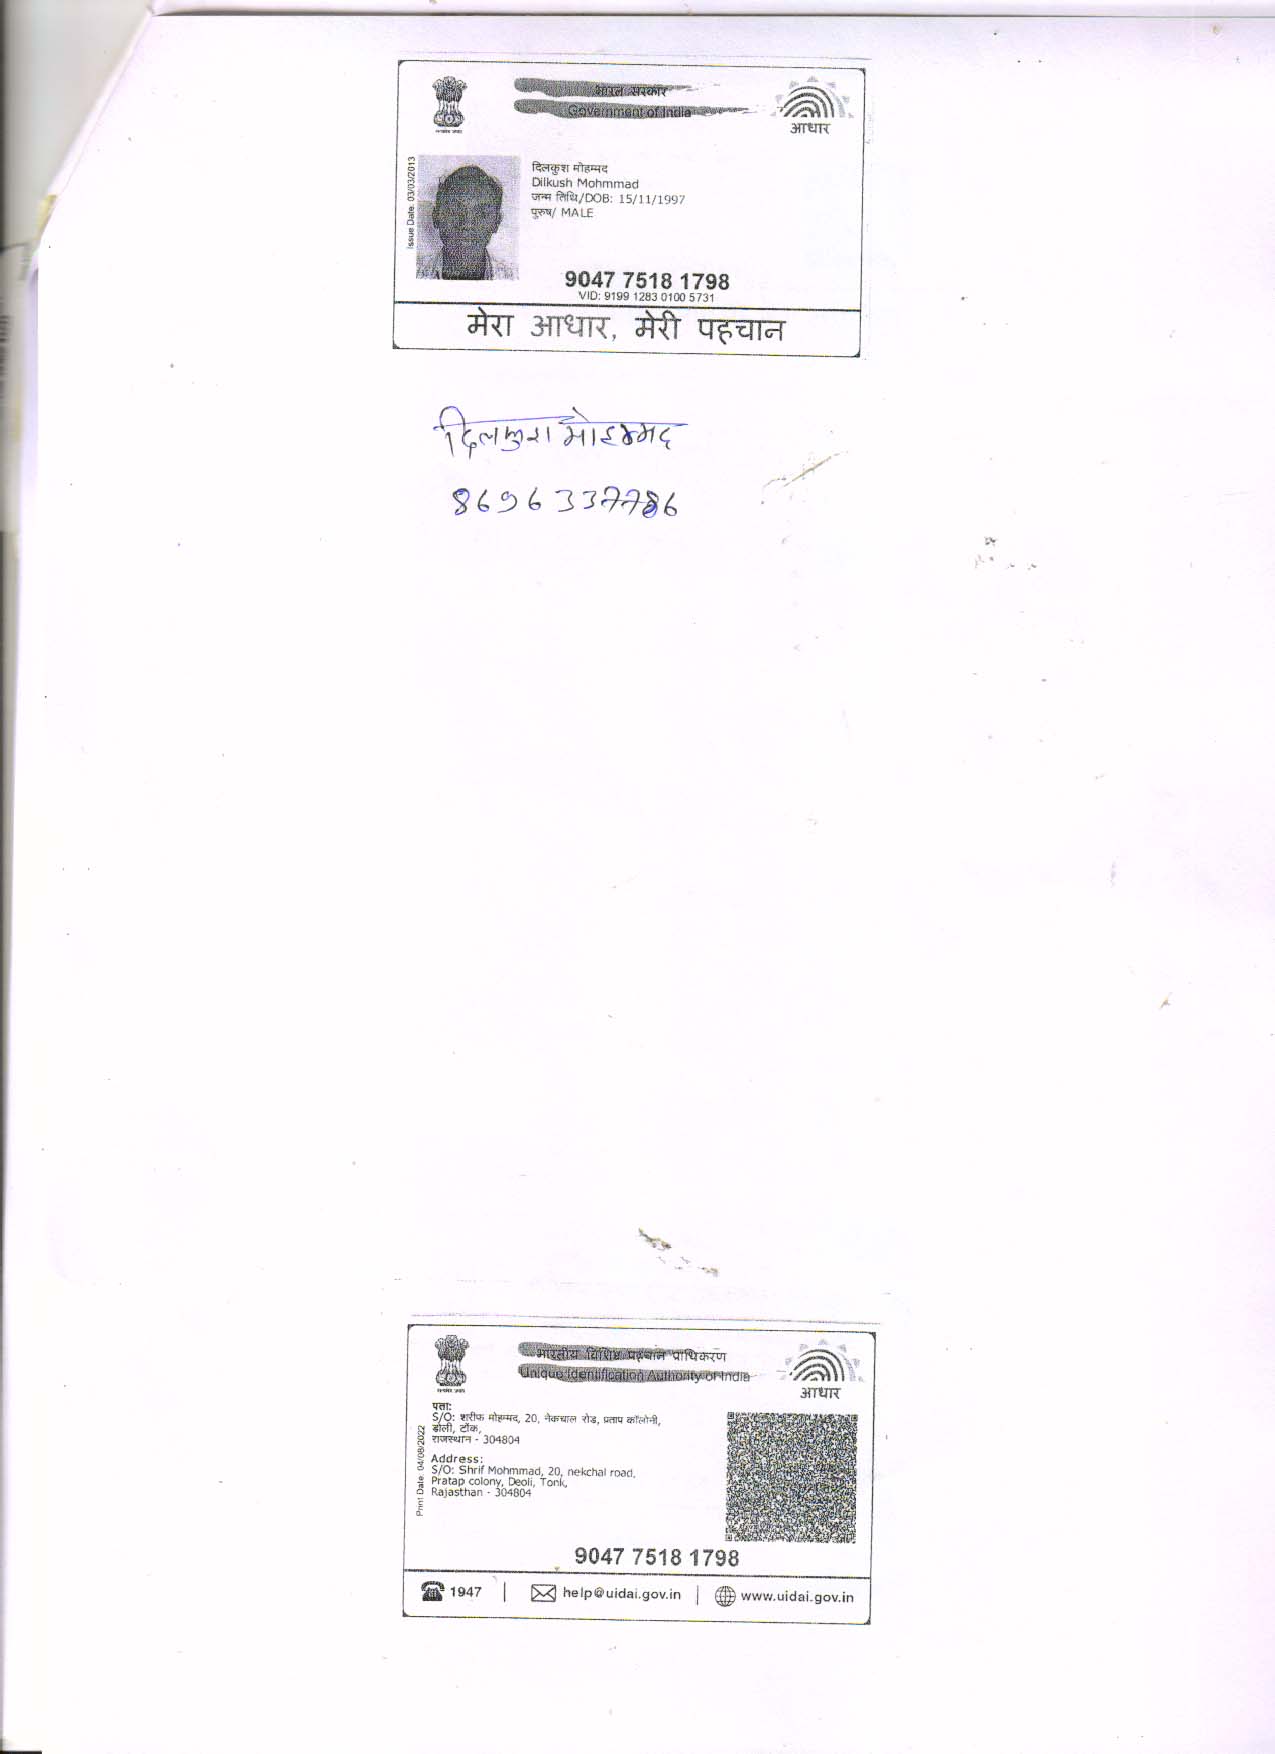 भारत सरकार
Government of India
आधार
Issue Date: 03/03/2013
दिलकुश मोहम्मद
Dilkush Mohmmad
जन्म तिथि/DOB: 15/11/1997
पुरुष/ MALE
9047 7518 1798
VID: 9199 1283 0100 5731
मेरा आधार, मेरी पहचान
दिलकुश मोहम्मद
8696337786
भारतीय विशिष्ट पहचान प्राधिकरण
Unique Identification Authority of India
आधार
Print Date: 04/08/2022
पता:
S/O: शरीफ मोहम्मद, 20, नेकचाल रोड, प्रताप कॉलोनी,
डोली, टोंक,
राजस्थान - 304804
Address:
S/O: Shrif Mohmmad, 20, nekchal road,
Pratap colony, Deoli, Tonk,
Rajasthan - 304804
9047 7518 1798
1947 | help@uidai.gov.in | www.uidai.gov.in